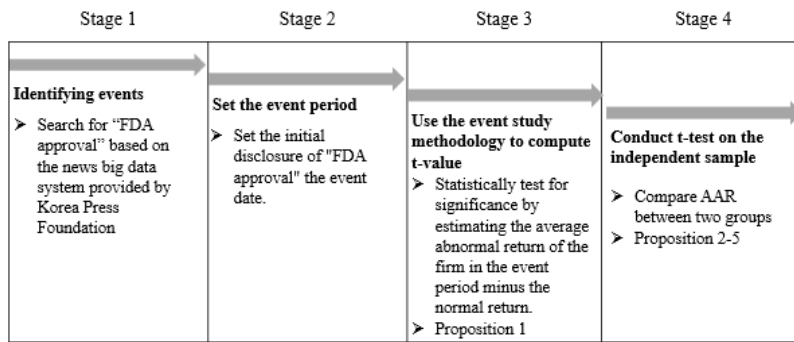 Stage 1
Stage 2
Stage 3
Stage 4
Identifying events
➤ Search for “FDA
approval” based on
the news big data
system provided by
Korea Press
Foundation
Set the event period
➤ Set the initial
disclosure of "FDA
approval" the event
date.
Use the event study
methodology to compute
t-value
➤ Statistically test for
significance by
estimating the average
abnormal return of the
firm in the event
period minus the
normal return.
➤ Proposition 1
Conduct t-test on the
independent sample
➤ Compare AAR
between two groups
➤ Proposition 2-5